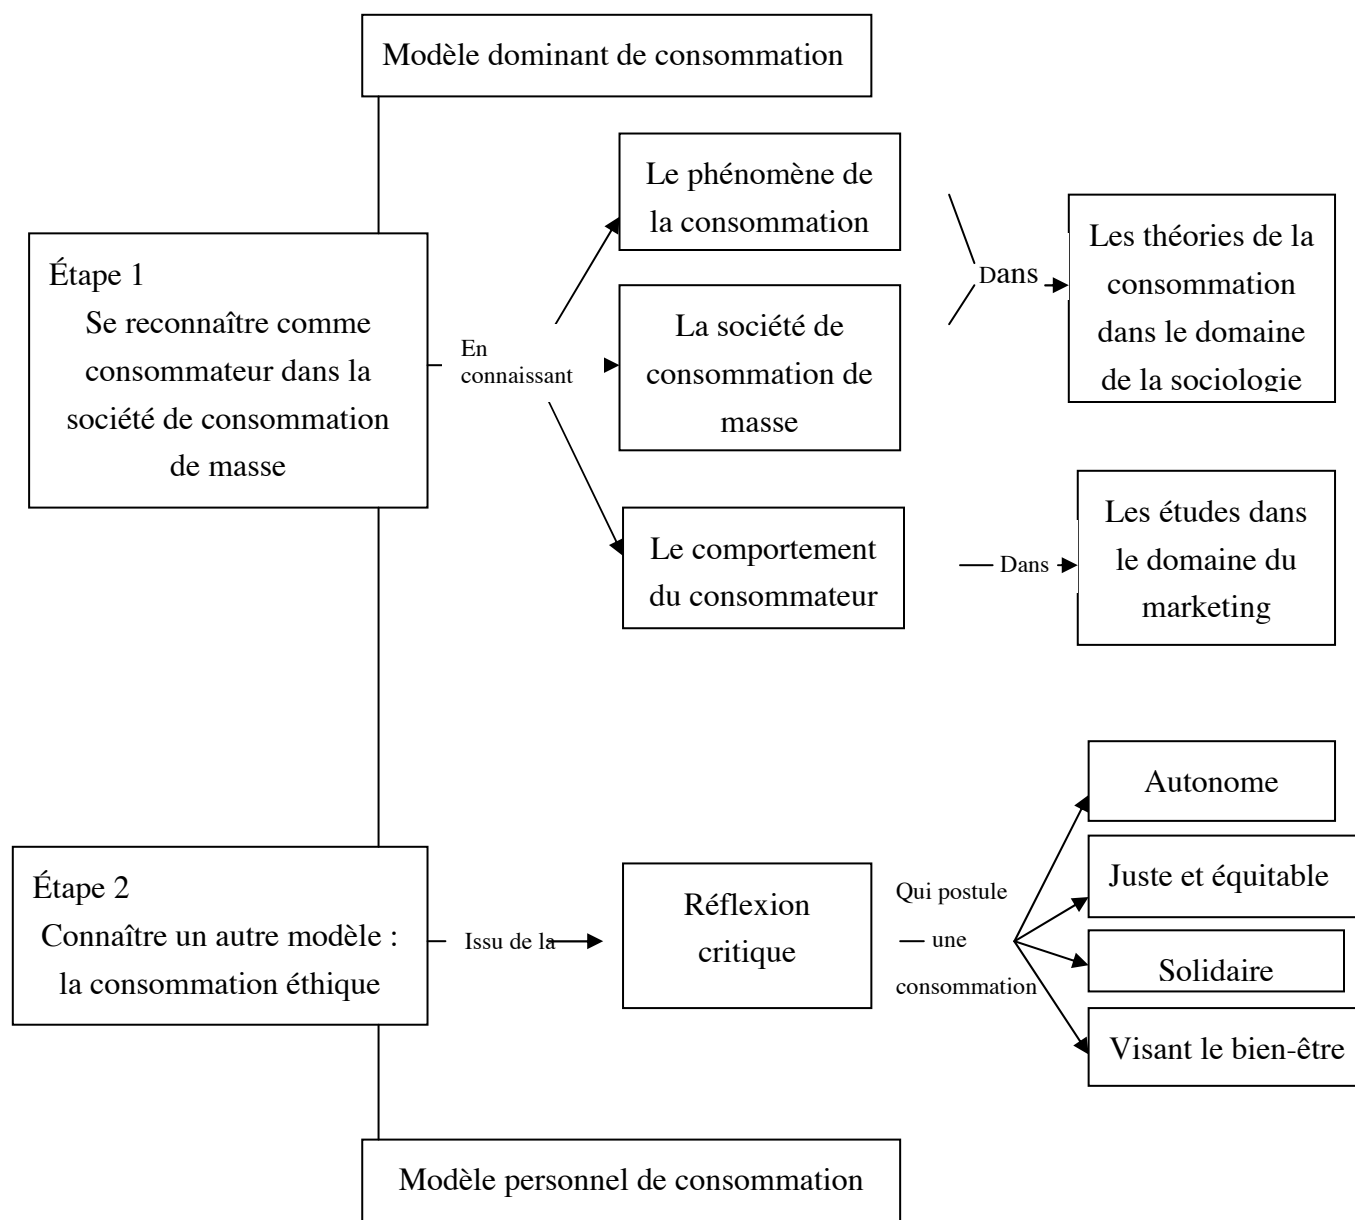 Modèle dominant de consommation
Étape 1
Se reconnaître comme
consommateur dans la
société de consommation
de masse
En
connaissant
Le phénomène de
la consommation
La société de
consommation de
masse
Dans
Les théories de la
consommation
dans le domaine
de la sociologie
Le comportement
du consommateur
Dans
Les études dans
le domaine du
marketing
Étape 2
Connaître un autre modèle :
la consommation éthique
Issu de la
Réflexion
critique
Qui postule
une
consommation
Autonome
Juste et équitable
Solidaire
Visant le bien-être
Modèle personnel de consommation